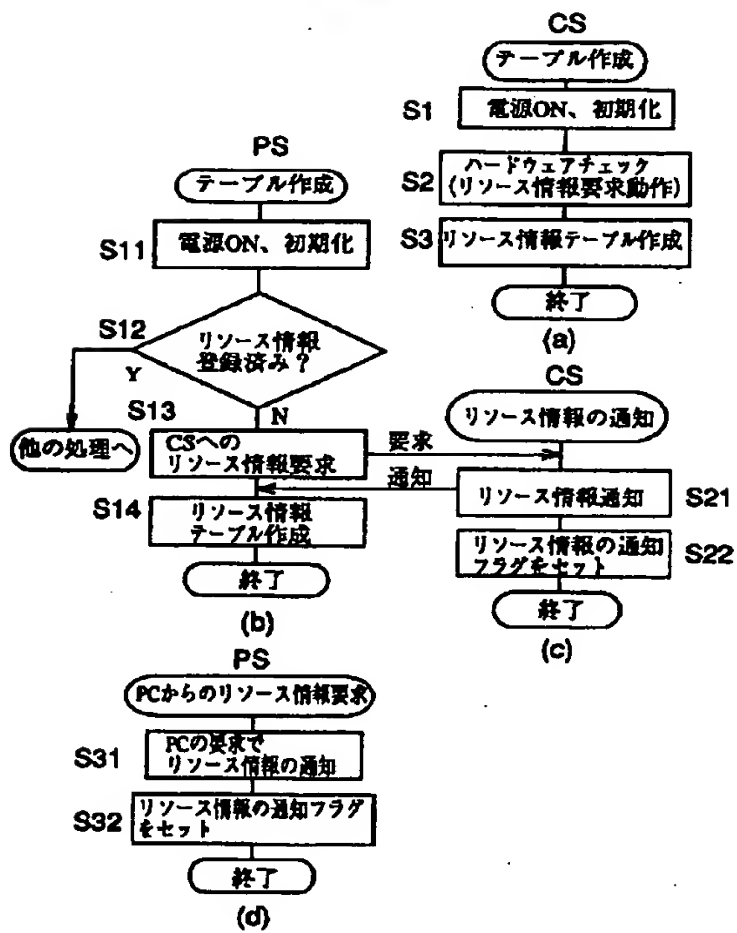 CS
テーブル作成
S1
電源ON、初期化
S2
ハードウェアチェック
(リソース情報要求動作)
S3
リソース情報テーブル作成
終了
(a)
PS
テーブル作成
S11
電源ON、初期化
S12
リソース情報
登録済み?
Y
N
他の処理へ
S13
CSへの
リソース情報要求
要求
通知
S14
リソース情報
テーブル作成
終了
(b)
CS
リソース情報の通知
リソース情報通知
S21
リソース情報の通知
フラグをセット
S22
終了
(c)
PS
PCからのリソース情報要求
S31
PCの要求で
リソース情報の通知
S32
リソース情報の通知フラグ
をセット
終了
(d)